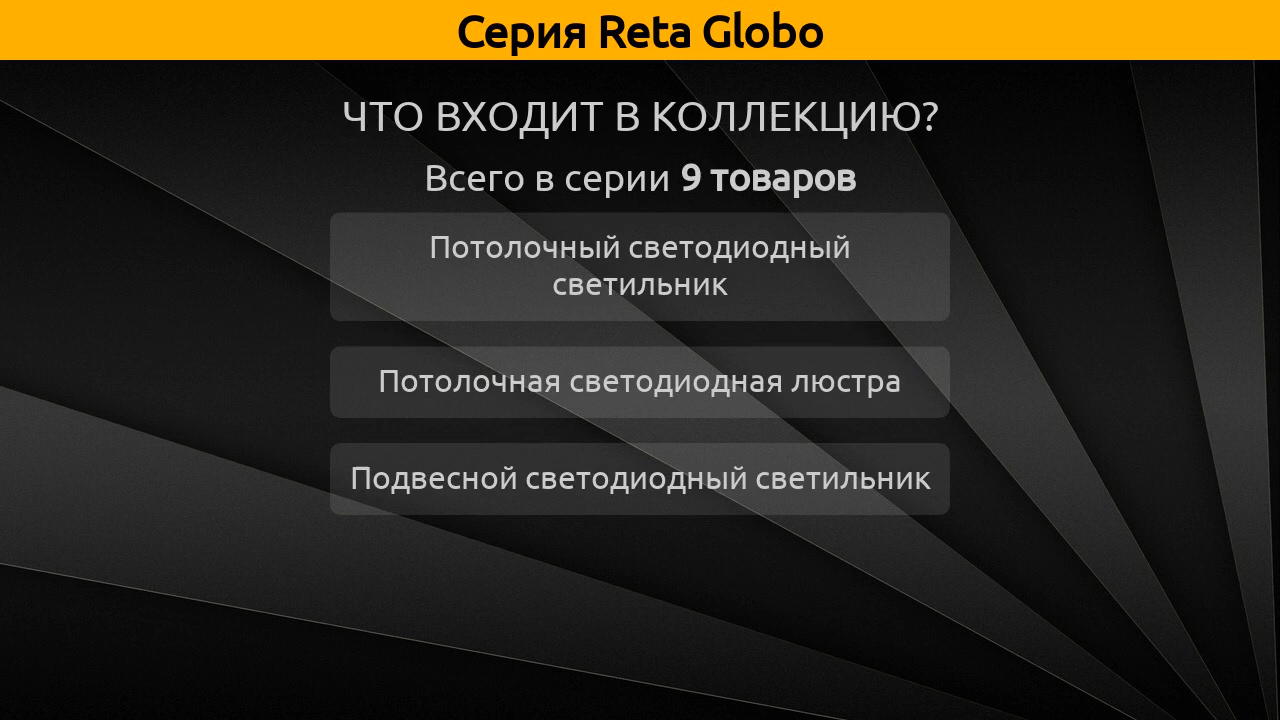 Серия Reta Globo
ЧТО ВХОДИТ В КОЛЛЕКЦИЮ?
Всего в серии 9 товаров
Потолочный светодиодный
светильник
Потолочная светодиодная люстра
Подвесной светодиодный светильник